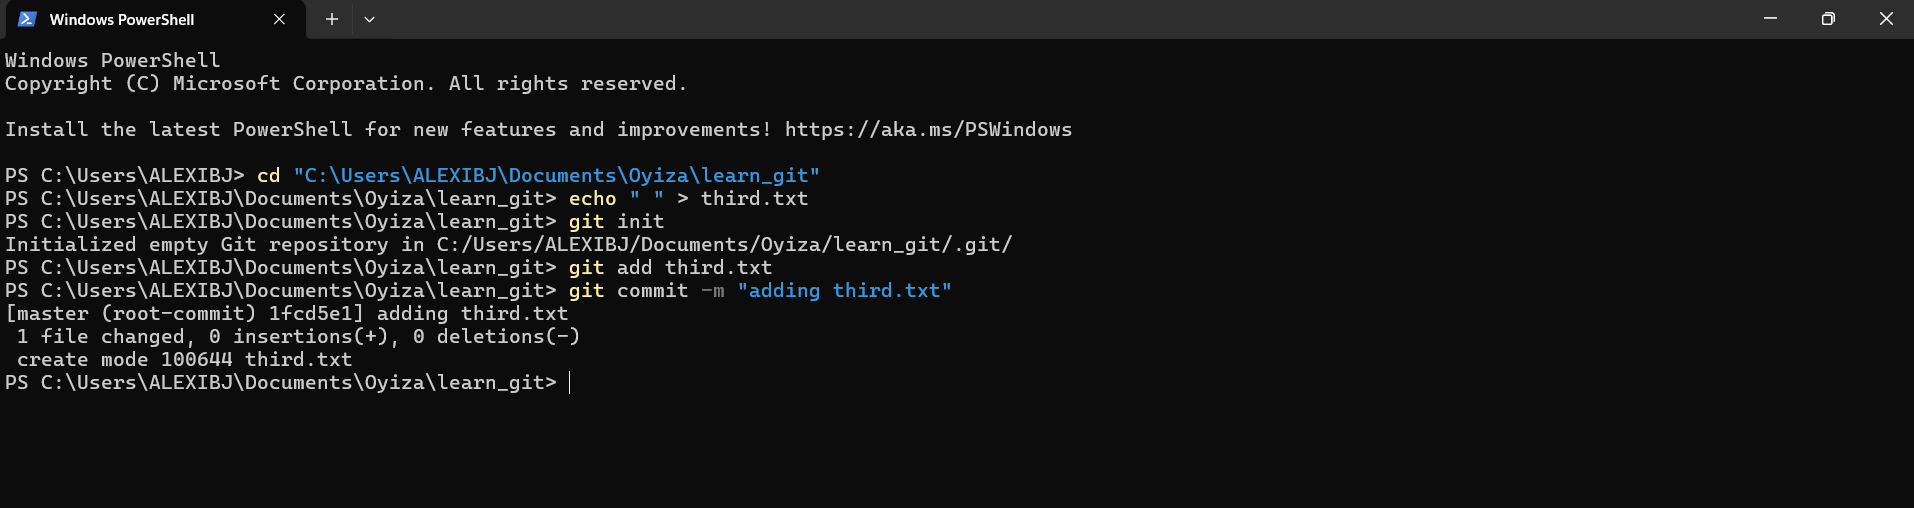 Windows PowerShell
Windows PowerShell
Copyright (C) Microsoft Corporation. All rights reserved.
Install the latest PowerShell for new features and improvements! https://aka.ms/PSWindows
PS C:\Users\ALEXIBJ> cd "C:\Users\ALEXIBJ\Documents\Oyiza\learn_git"
PS C:\Users\ALEXIBJ\Documents\Oyiza\learn_git> echo " " > third.txt
PS C:\Users\ALEXIBJ\Documents\Oyiza\learn_git> git init
Initialized empty Git repository in C:/Users/ALEXIBJ/Documents/Oyiza/learn_git/.git/
PS C:\Users\ALEXIBJ\Documents\Oyiza\learn_git> git add third.txt
PS C:\Users\ALEXIBJ\Documents\Oyiza\learn_git> git commit -m "adding third.txt"
[master (root-commit) 1fcd5e1] adding third.txt
 1 file changed, 0 insertions(+), 0 deletions(-)
 create mode 100644 third.txt
PS C:\Users\ALEXIBJ\Documents\Oyiza\learn_git>